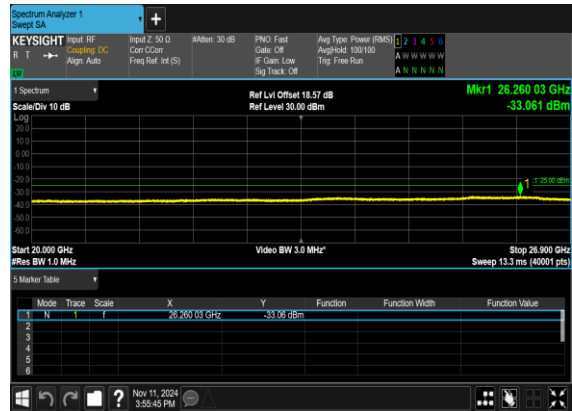 Spectrum Analyzer 1
Swept SA
KEYSIGHT Input: RF Input Z: 50 Ω #Atten: 30 dB PNO: Fast Avg Type: Power (RMS) 1 2 3 4 5 6
R T Coupling: DC Corr CCorr Gate: Off Avg|Hold: 100/100 A W W W W W
Align: Auto Freq Ref: Int (S) IF Gain: Low Trig: Free Run
Sig Track: Off A N N N N N
1 Spectrum Ref Lvl Offset 18.57 dB Mkr1 26.260 03 GHz
Scale/Div 10 dB Ref Level 30.00 dBm -33.061 dBm
Log
20.0
10.0
0.00
-10.0
-20.0
-30.0
-40.0
-50.0
-60.0
1
-25.00 dBm
Start 20.000 GHz Video BW 3.0 MHz* Stop 26.900 GHz
#Res BW 1.0 MHz Sweep 13.3 ms (40001 pts)
5 Marker Table
Mode Trace Scale X Y Function Function Width Function Value
1 N 1 f 26.260 03 GHz -33.06 dBm
2
3
4
5
6
? Nov 11, 2024
3:55:45 PM